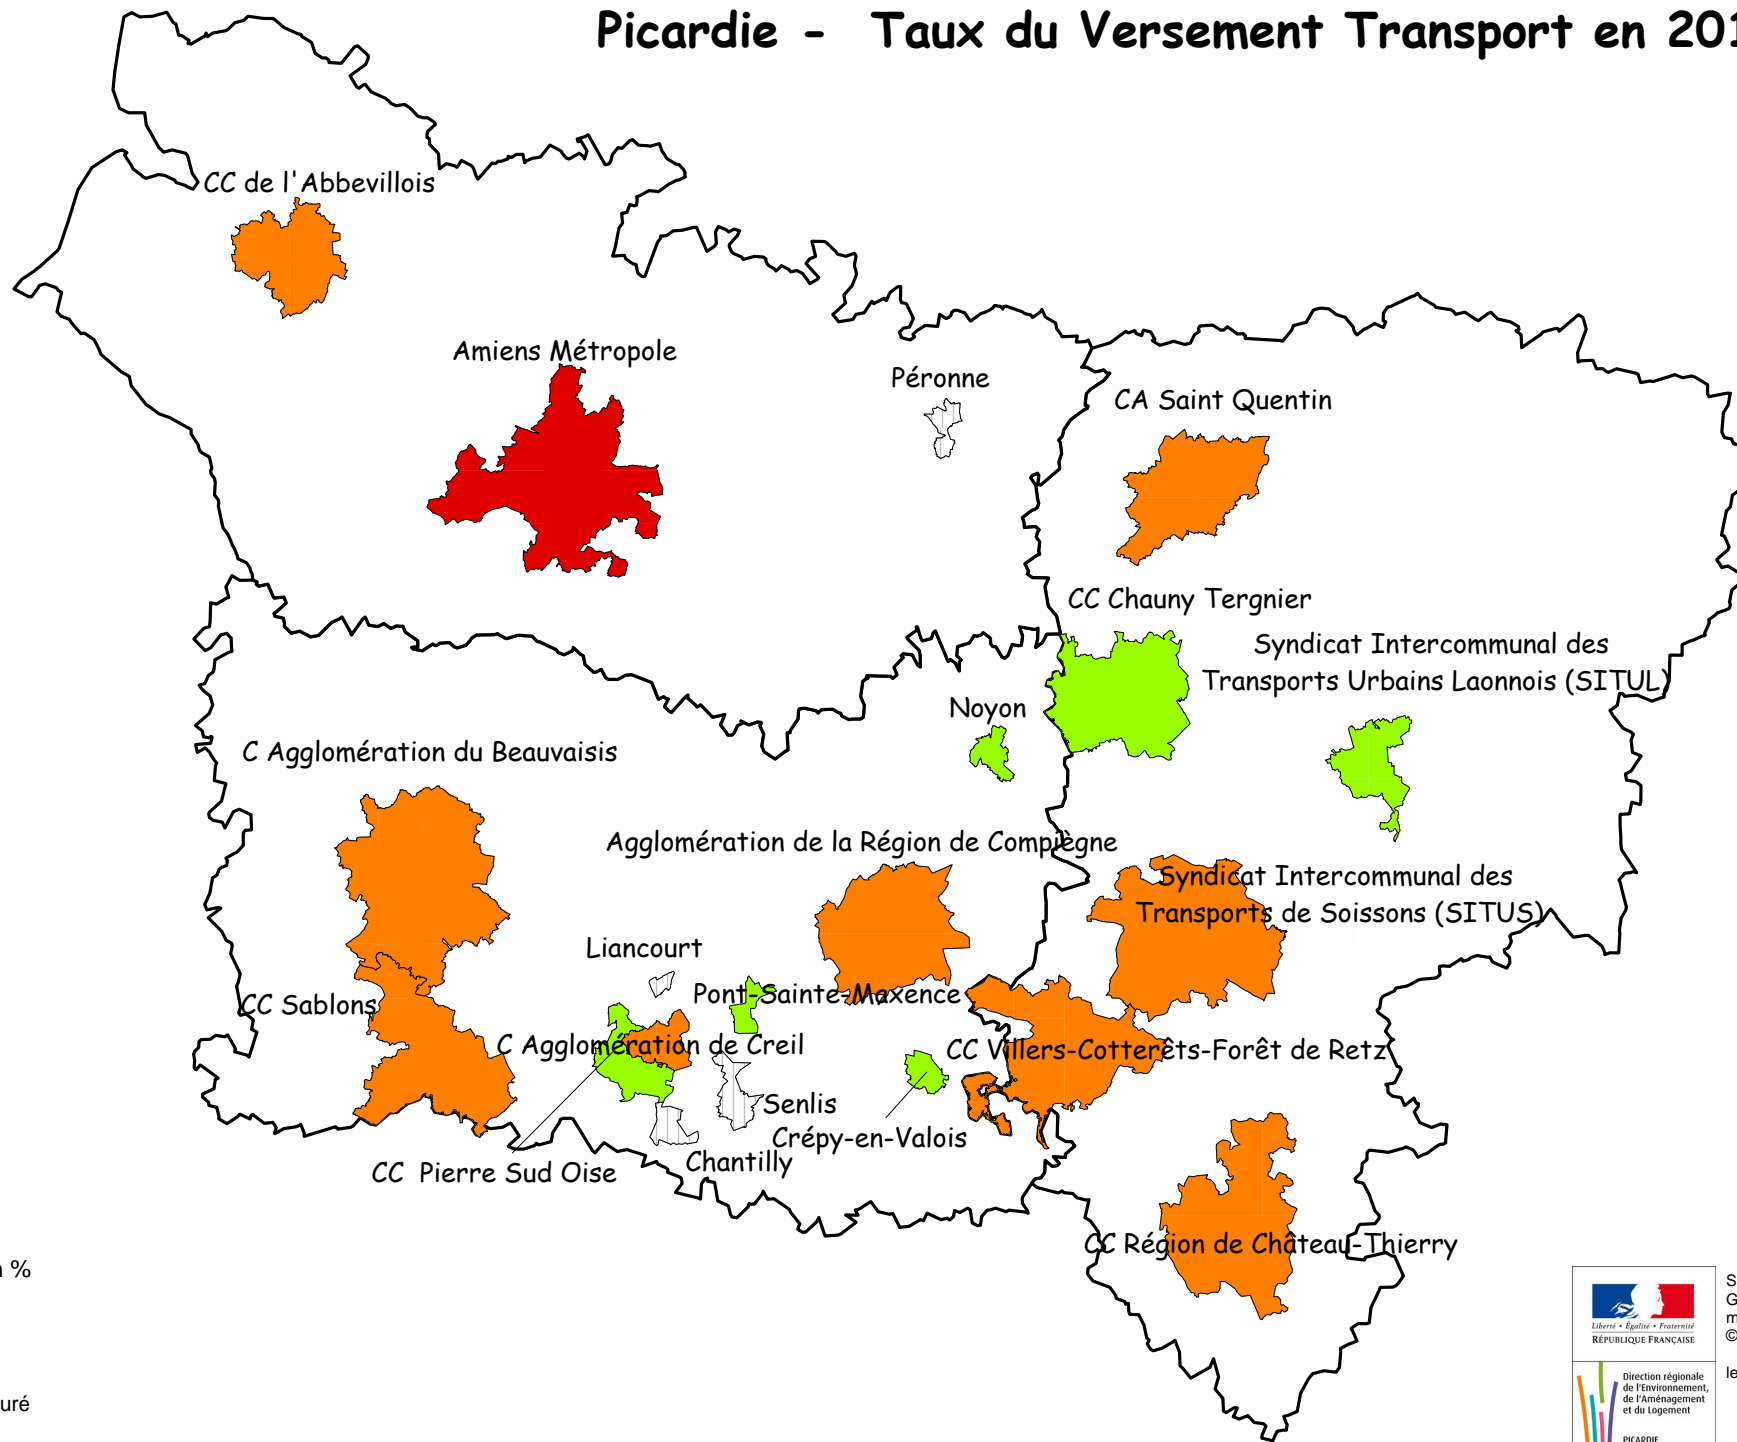 Picardie - Taux du Versement Transport en 201
CC de l'Abbevillois
Amiens Métropole
Péronne
CA Saint Quentin
CC Chauny Tergnier
Syndicat Intercommunal des
Transports Urbains Laonnois (SITUL)
Noyon
C Agglomération du Beauvaisis
Agglomération de la Région de Compiègne
Syndicat Intercommunal des
Transports de Soissons (SITUS)
Liancourt
Pont-Sainte-Maxence
CC Sablons
C Agglomération de Creil
CC Villers-Cotterêts-Forêt de Retz
Senlis
Crépy-en-Valois
Chantilly
CC Pierre Sud Oise
CC Région de Château-Thierry
%
uré
Liberté • Égalité • Fraternité
RÉPUBLIQUE FRANÇAISE
Direction régionale
de l'Environnement,
de l'Aménagement
et du Logement
PICARDIE
S
G
m
©
le